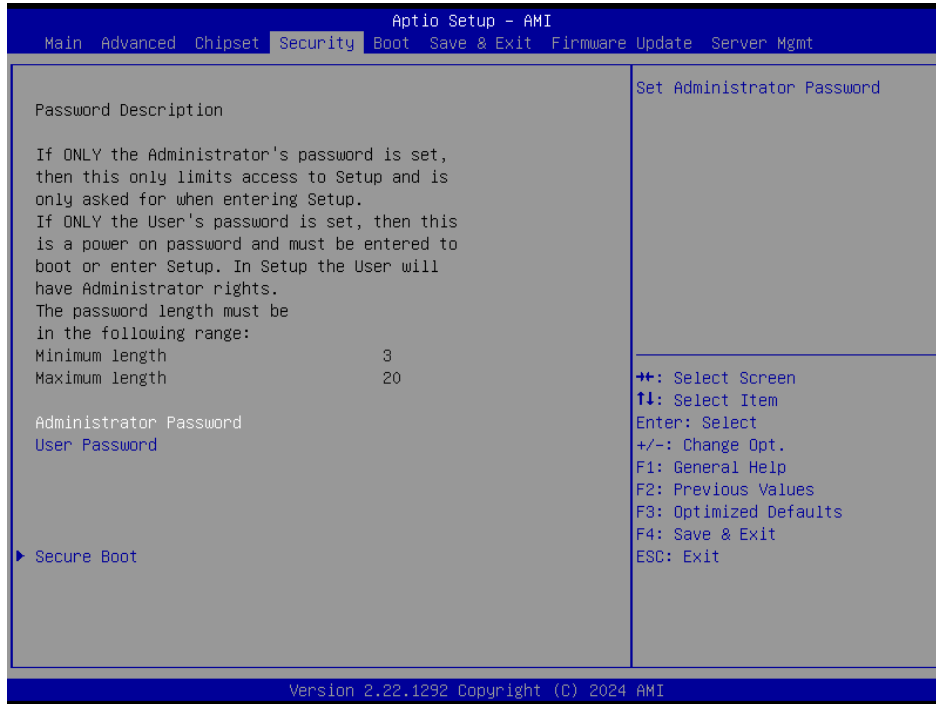 Aptio Setup – AMI
Main Advanced Chipset Security Boot Save & Exit Firmware Update Server Mgmt
Password Description
If ONLY the Administrator's password is set,
then this only limits access to Setup and is
only asked for when entering Setup.
If ONLY the User's password is set, then this
is a power on password and must be entered to
boot or enter Setup. In Setup the User will
have Administrator rights.
The password length must be
in the following range:
Minimum length 3
Maximum length 20
Administrator Password
User Password
▶ Secure Boot
Set Administrator Password
→←: Select Screen
↑↓: Select Item
Enter: Select
+/-: Change Opt.
F1: General Help
F2: Previous Values
F3: Optimized Defaults
F4: Save & Exit
ESC: Exit
Version 2.22.1292 Copyright (C) 2024 AMI